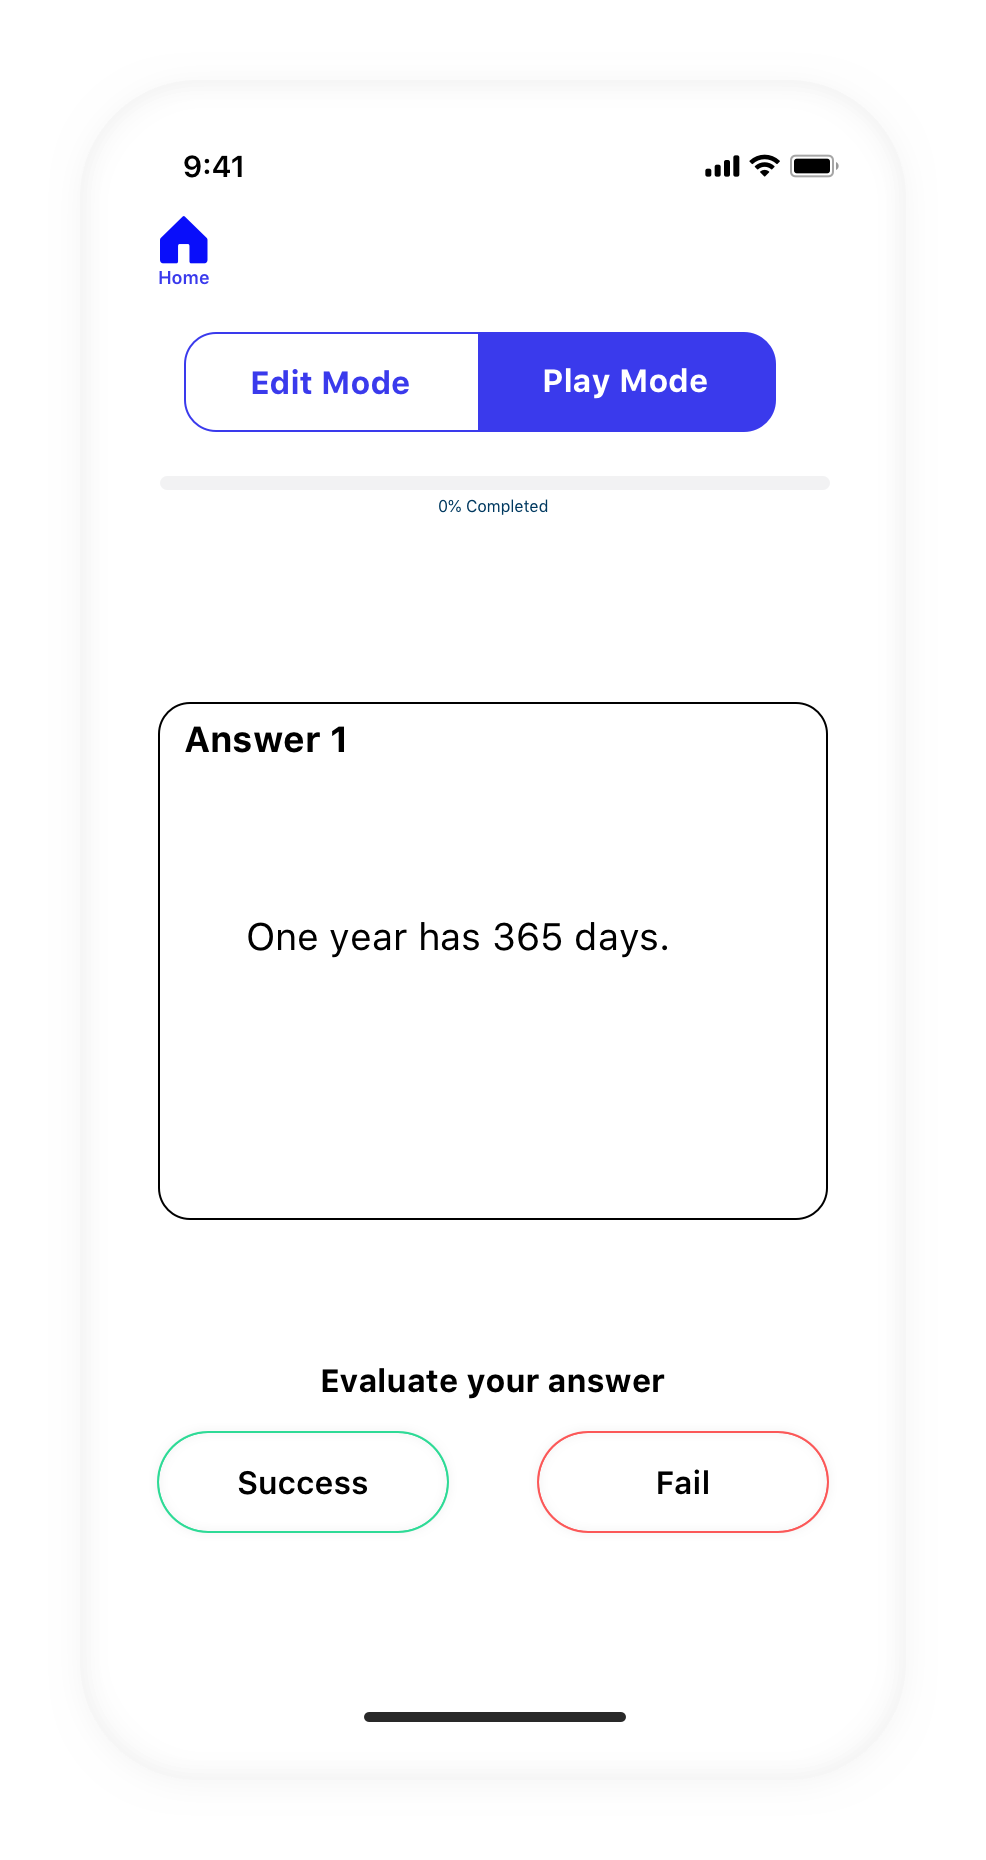 9:41
Home
Edit Mode
Play Mode
0% Completed
Answer 1
One year has 365 days.
Evaluate your answer
Success
Fail